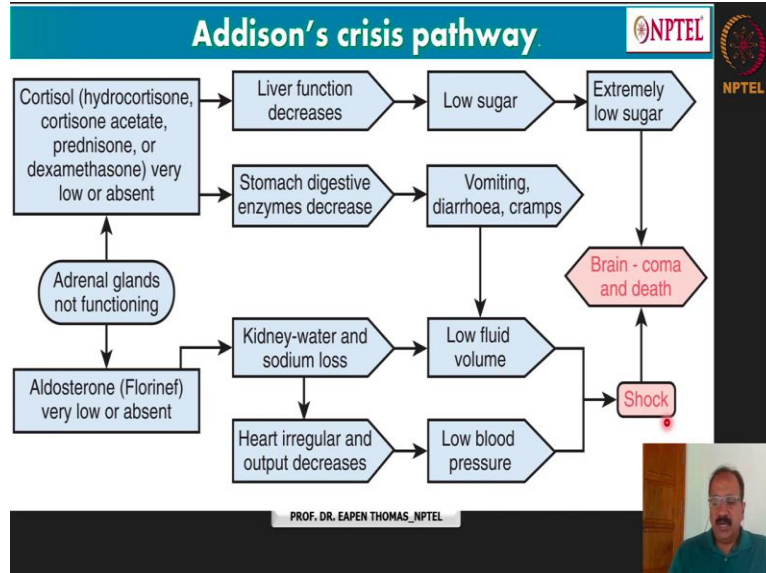 Addison's crisis pathway.
NPTEL
NPTEL
Cortisol (hydrocortisone,
cortisone acetate,
prednisone, or
dexamethasone) very
low or absent
Liver function
decreases
Low sugar
Extremely
low sugar
Stomach digestive
enzymes decrease
Vomiting,
diarrhoea, cramps
Brain - coma
and death
Adrenal glands
not functioning
Kidney-water and
sodium loss
Low fluid
volume
Aldosterone (Florinef)
very low or absent
Shock
Heart irregular and
output decreases
Low blood
pressure
PROF. DR. EAPEN THOMAS_NPTEL